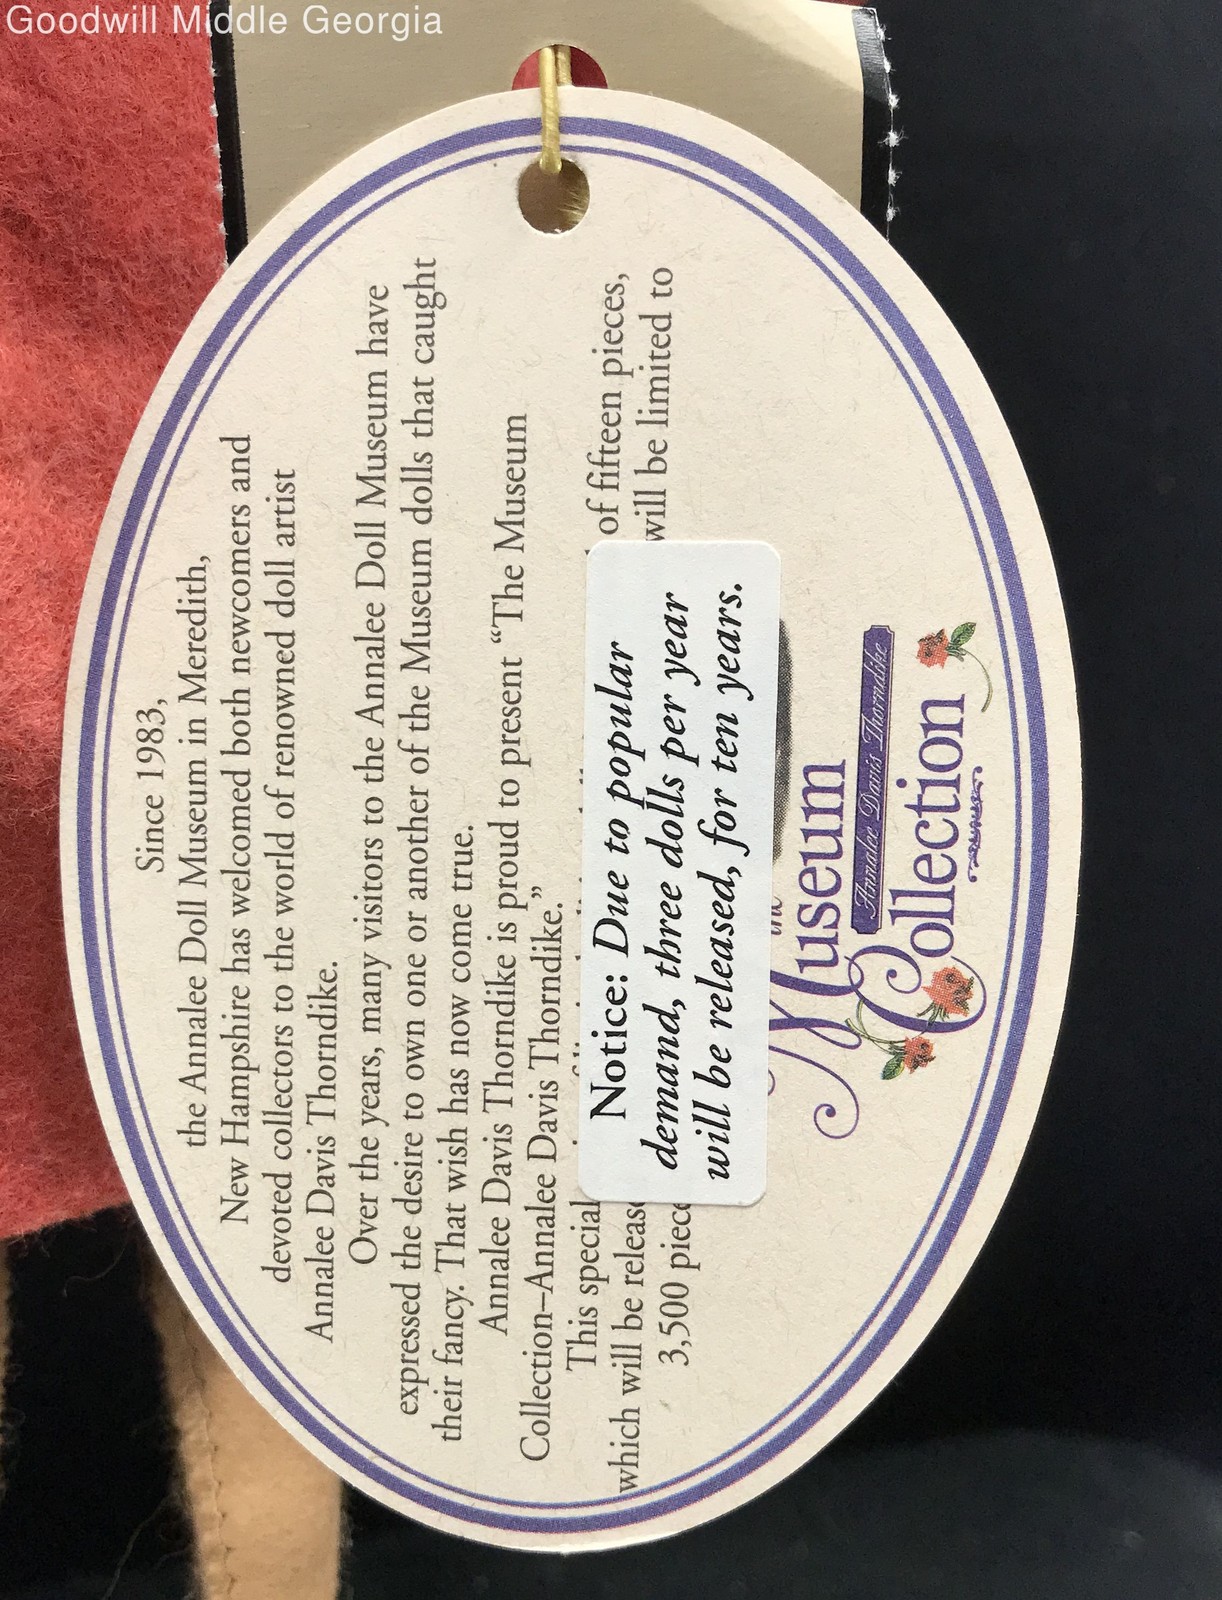 Goodwill Middle Georgia
Since 1983,
the Annalee Doll Museum in Meredith,
New Hampshire has welcomed both newcomers and
devoted collectors to the world of renowned doll artist
Annalee Davis Thorndike.
Over the years, many visitors to the Annalee Doll Museum have
expressed the desire to own one or another of the Museum dolls that caught
their fancy. That wish has now come true.
Annalee Davis Thorndike is proud to present “The Museum
Collection–Annalee Davis Thorndike.”
This special of fifteen pieces,
which will be will be limited to
3,500
Notice: Due to popular
demand, three dolls per year
will be released, for ten years.
the
Museum
Annalee Davis Thorndike
Collection